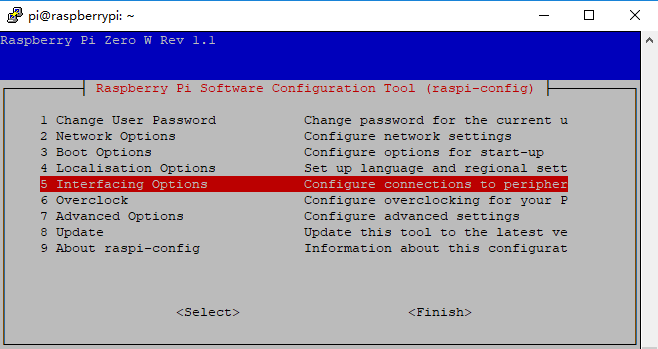 pi@raspberrypi: ~
Raspberry Pi Zero W Rev 1.1
Raspberry Pi Software Configuration Tool (raspi-config)
1 Change User Password Change password for the current u
2 Network Options Configure network settings
3 Boot Options Configure options for start-up
4 Localisation Options Set up language and regional sett
5 Interfacing Options Configure connections to peripher
6 Overclock Configure overclocking for your P
7 Advanced Options Configure advanced settings
8 Update Update this tool to the latest ve
9 About raspi-config Information about this configurat
<Select> <Finish>